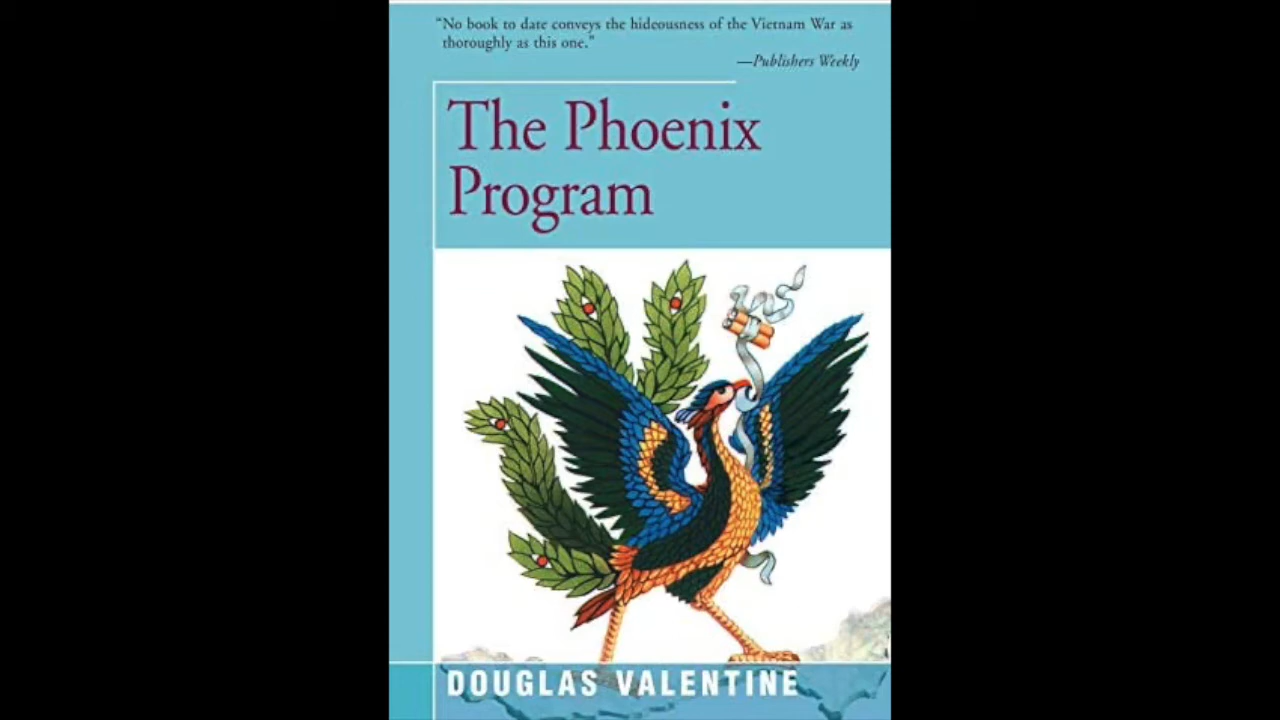 “No book to date conveys the hideousness of the Vietnam War as
thoroughly as this one.”
—Publishers Weekly
The Phoenix
Program
DOUGLAS VALENTINE